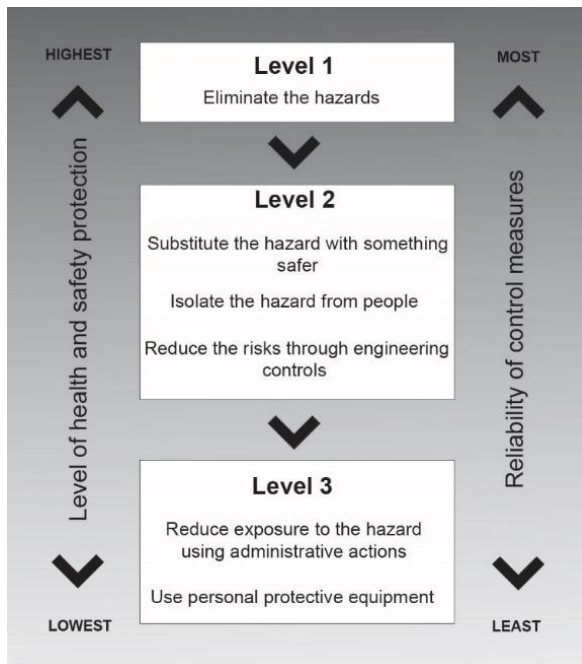 HIGHEST
MOST
Level 1
Eliminate the hazards
Level of health and safety protection
Reliability of control measures
Level 2
Substitute the hazard with something
safer
Isolate the hazard from people
Reduce the risks through engineering
controls
Level 3
Reduce exposure to the hazard
using administrative actions
Use personal protective equipment
LOWEST
LEAST